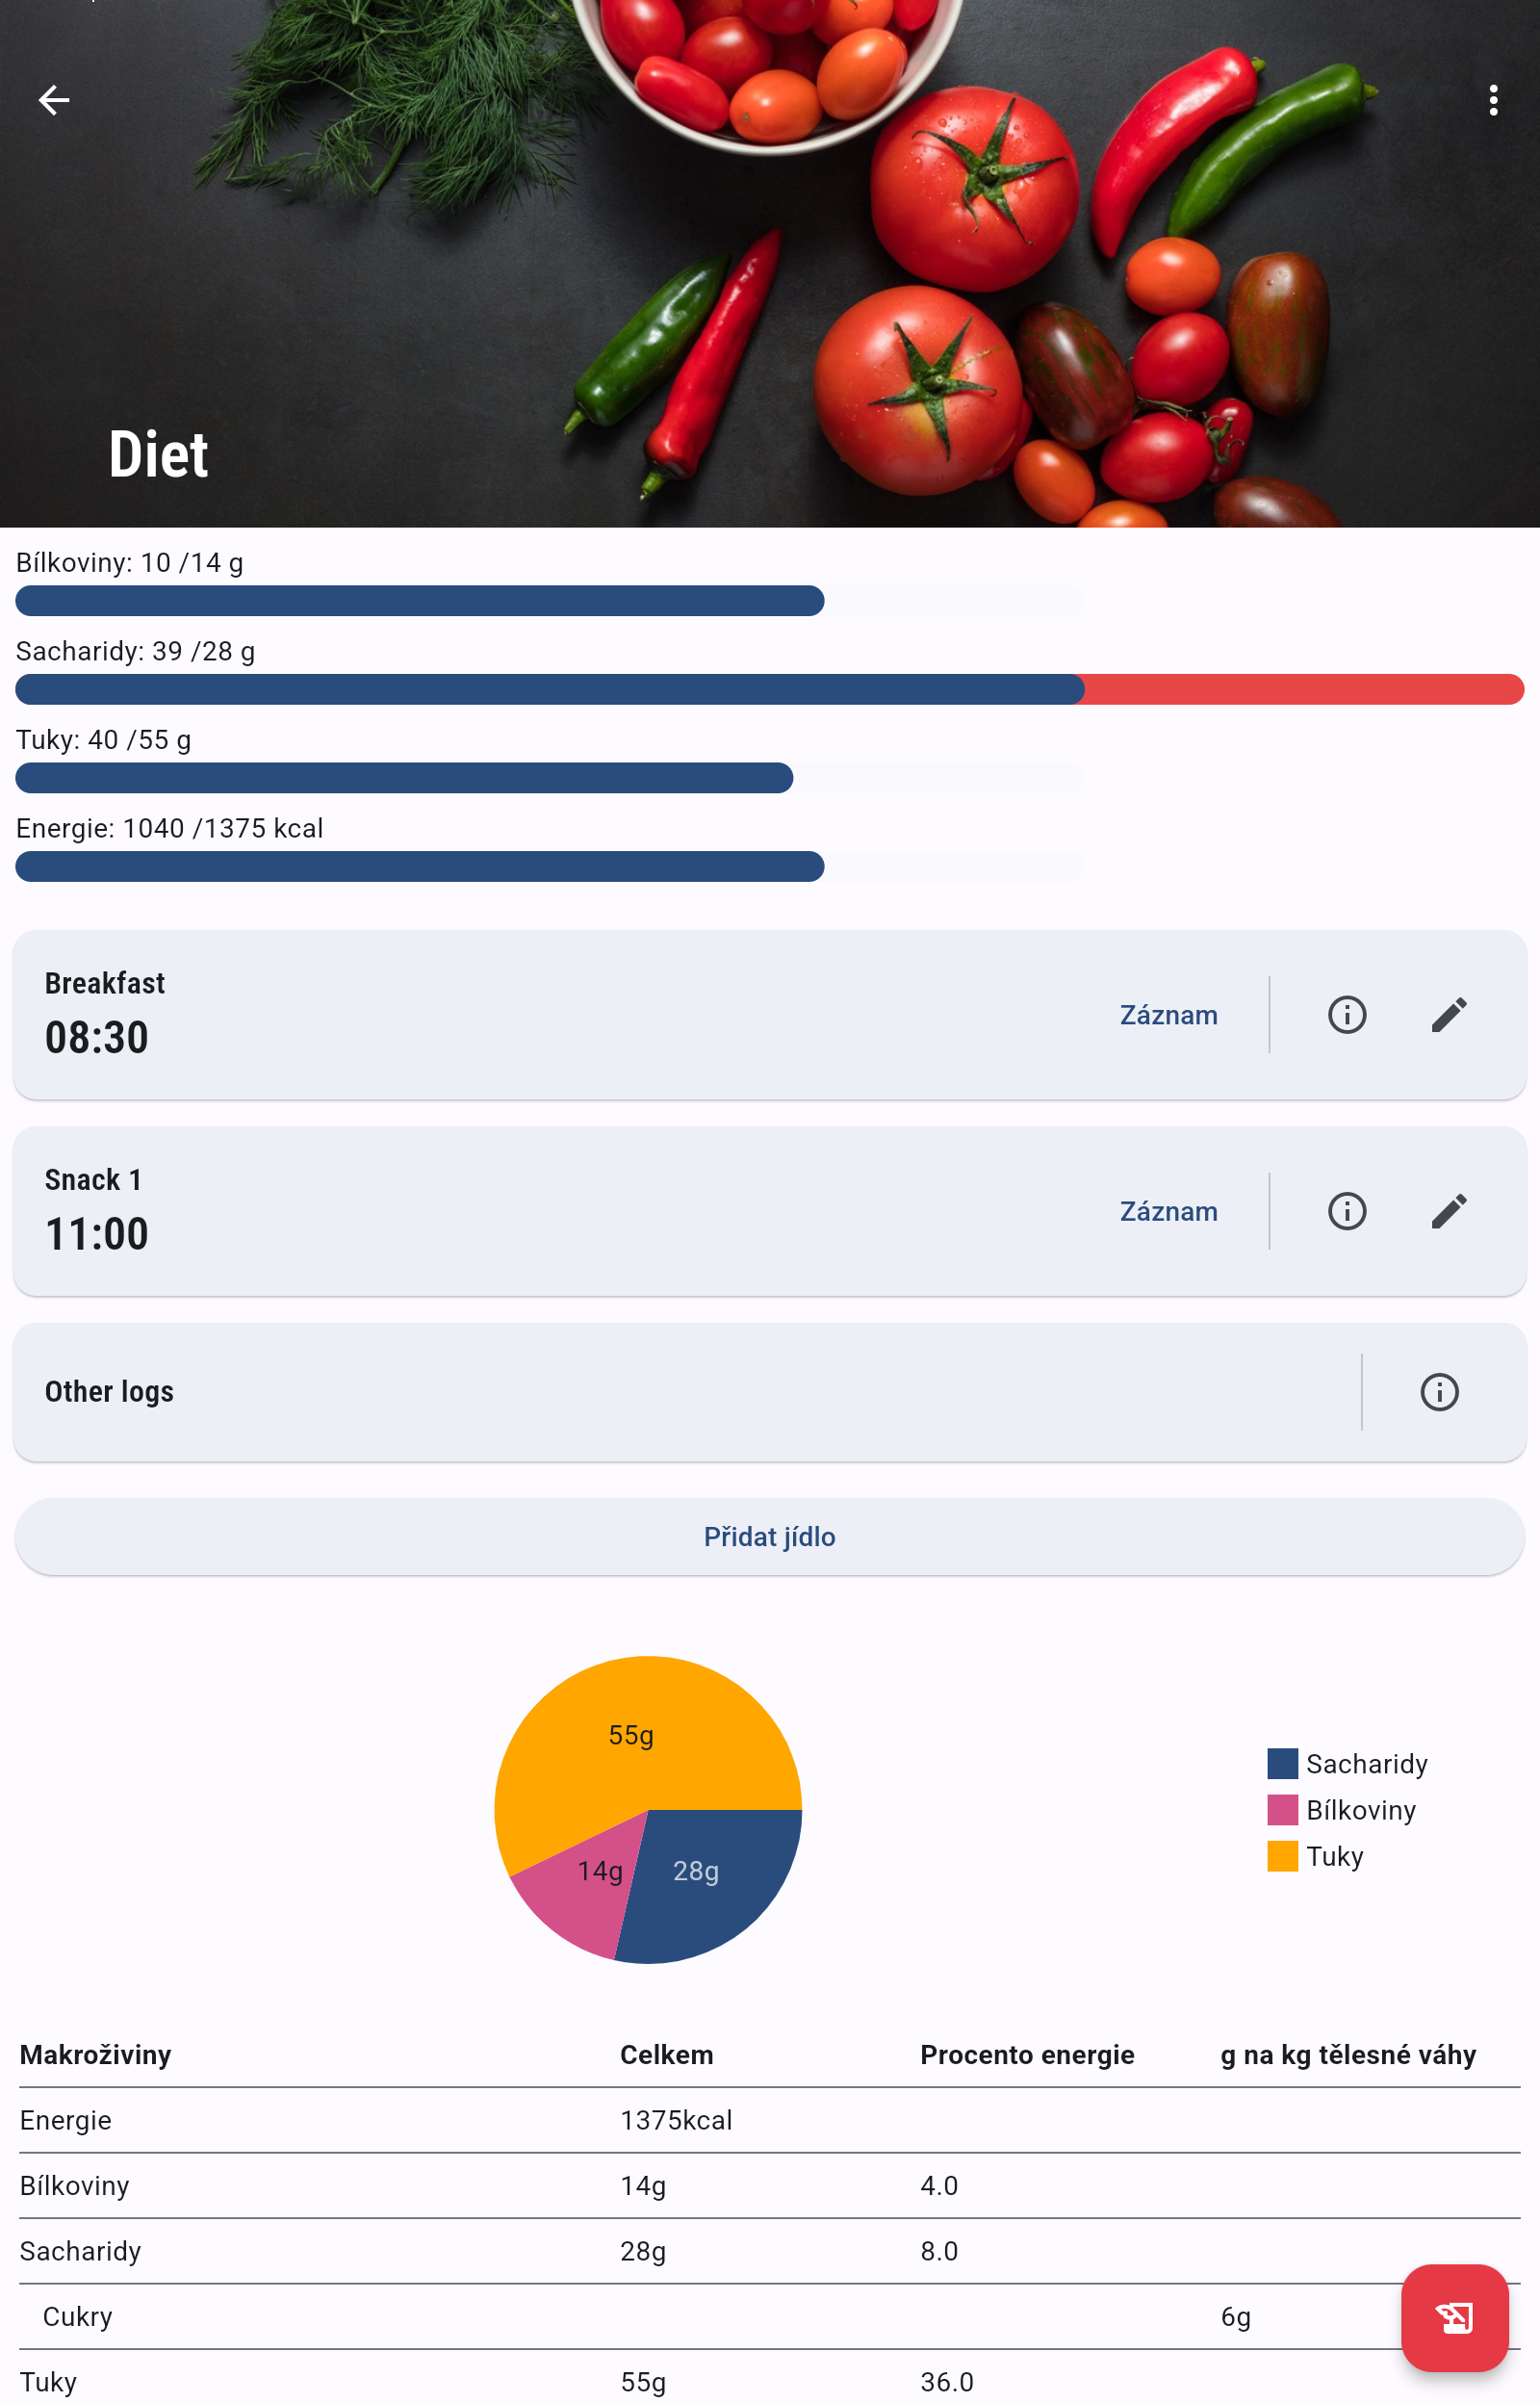 Diet
Bílkoviny: 10 /14 g
Sacharidy: 39 /28 g
Tuky: 40 /55 g
Energie: 1040 /1375 kcal
Breakfast
08:30
Záznam
Snack 1
11:00
Záznam
Other logs
Přidat jídlo
55g
14g
28g
Sacharidy
Bílkoviny
Tuky
Makroživiny Celkem Procento energie g na kg tělesné váhy
Energie 1375kcal
Bílkoviny 14g 4.0
Sacharidy 28g 8.0
Cukry 6g
Tuky 55g 36.0